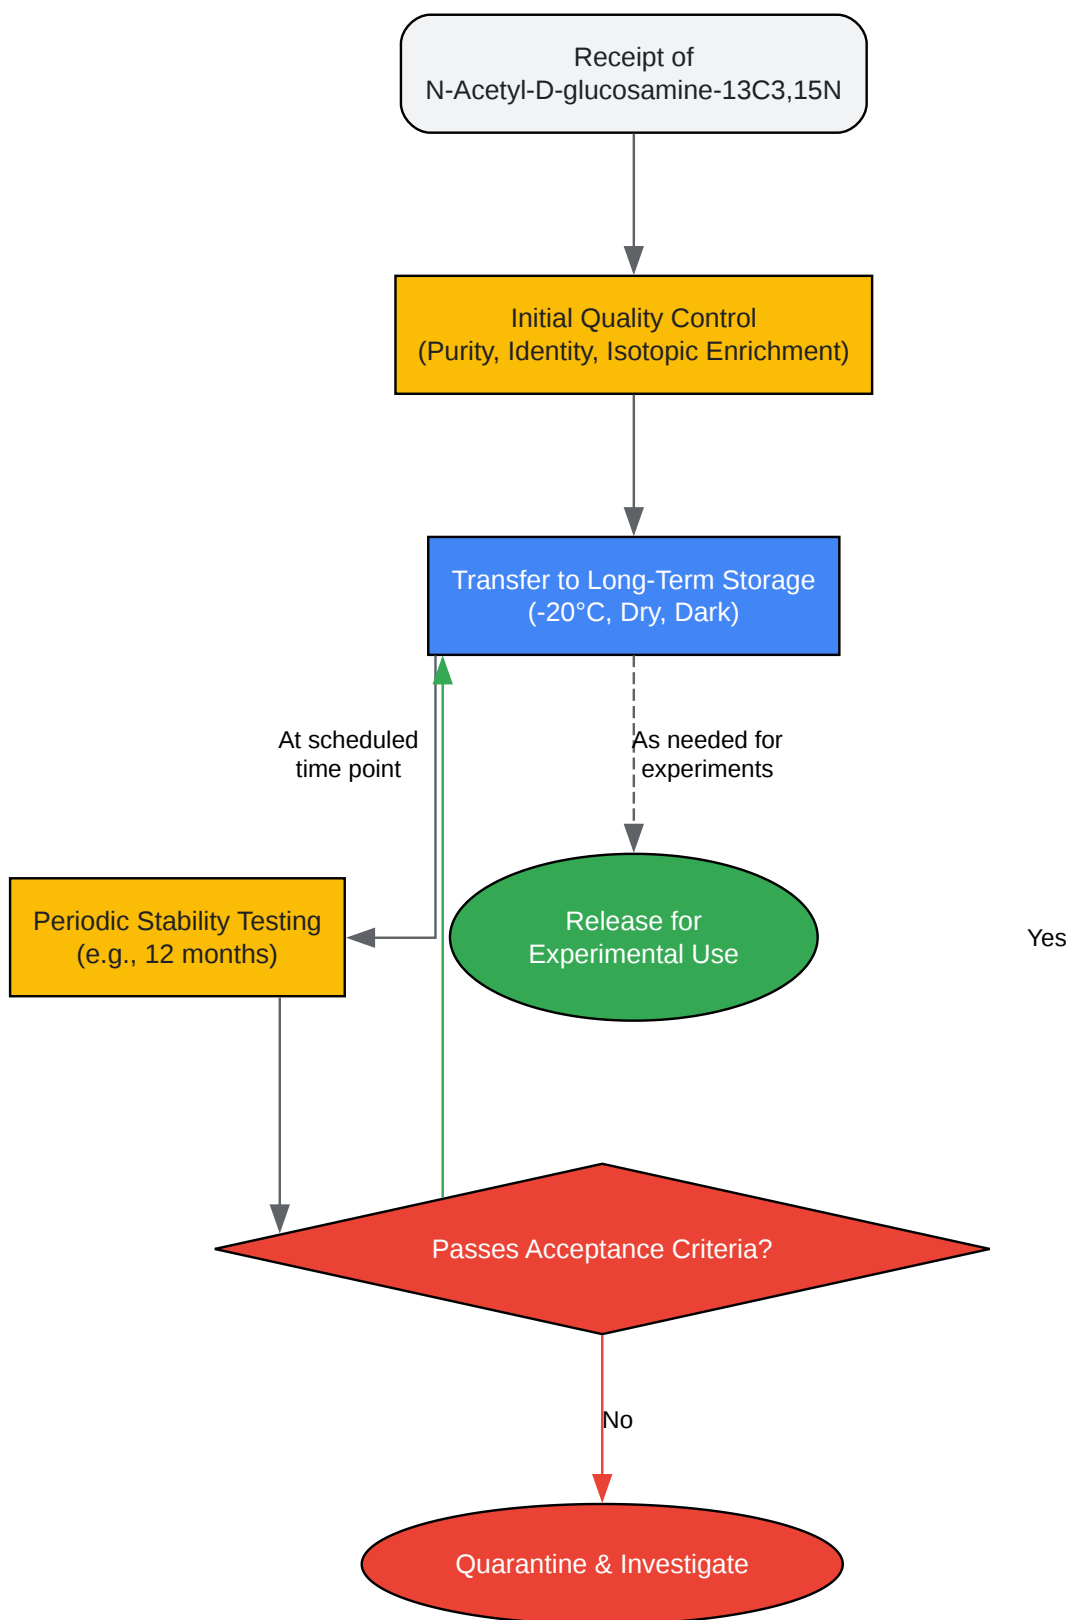 Receipt of
N-Acetyl-D-glucosamine-13C3,15N
Initial Quality Control
(Purity, Identity, Isotopic Enrichment)
Transfer to Long-Term Storage
(-20°C, Dry, Dark)
At scheduled
time point
As needed for
experiments
Periodic Stability Testing
(e.g., 12 months)
Release for
Experimental Use
Yes
Passes Acceptance Criteria?
No
Quarantine & Investigate